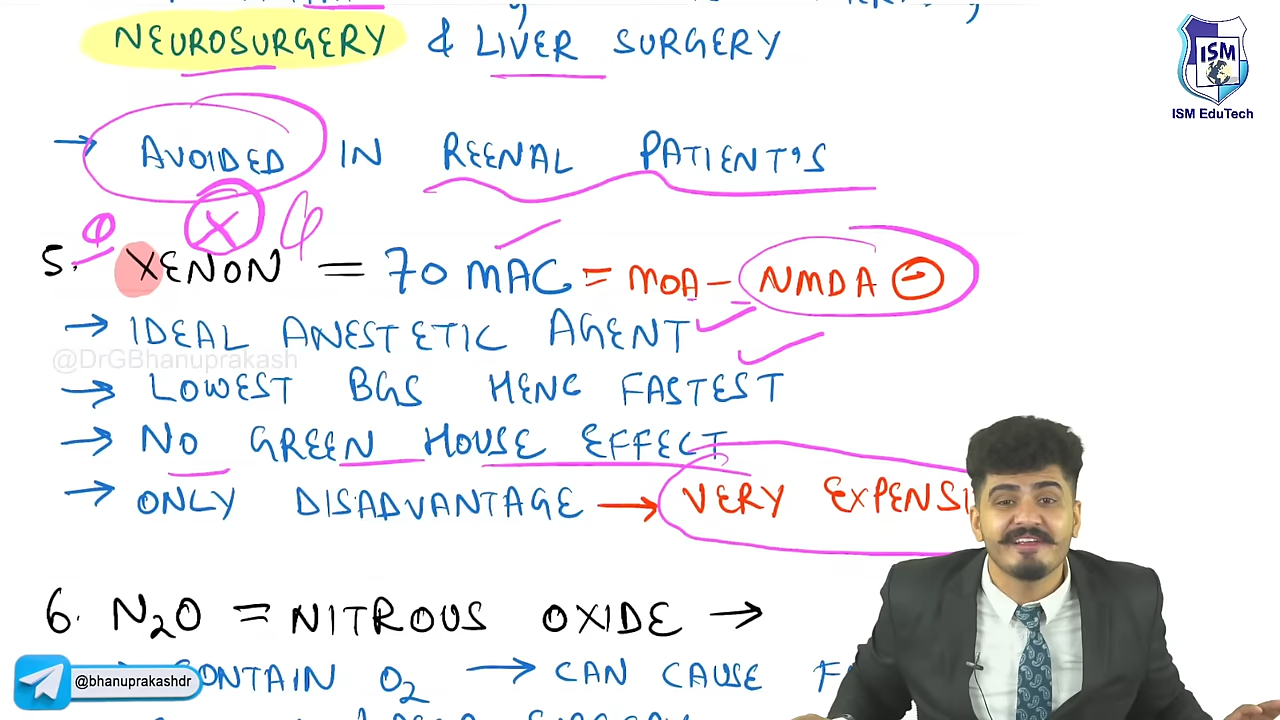 NEUROSURGERY & LIVER SURGERY
ISM
ISM EduTech
→ AVOIDED IN REENAL PATIENT'S
X
5. XENON = 70 MAC = MOA - NMDA ⊖
→ IDEAL ANESTETIC AGENT
@DrGBhanuprakash
→ LOWEST BGS HENC FASTEST
→ NO GREEN HOUSE EFFECT
→ ONLY DISADVANTAGE → VERY EXPENSI
6. N2O = NITROUS OXIDE →
CONTAIN O2 → CAN CAUSE F
@bhanuprakashdr